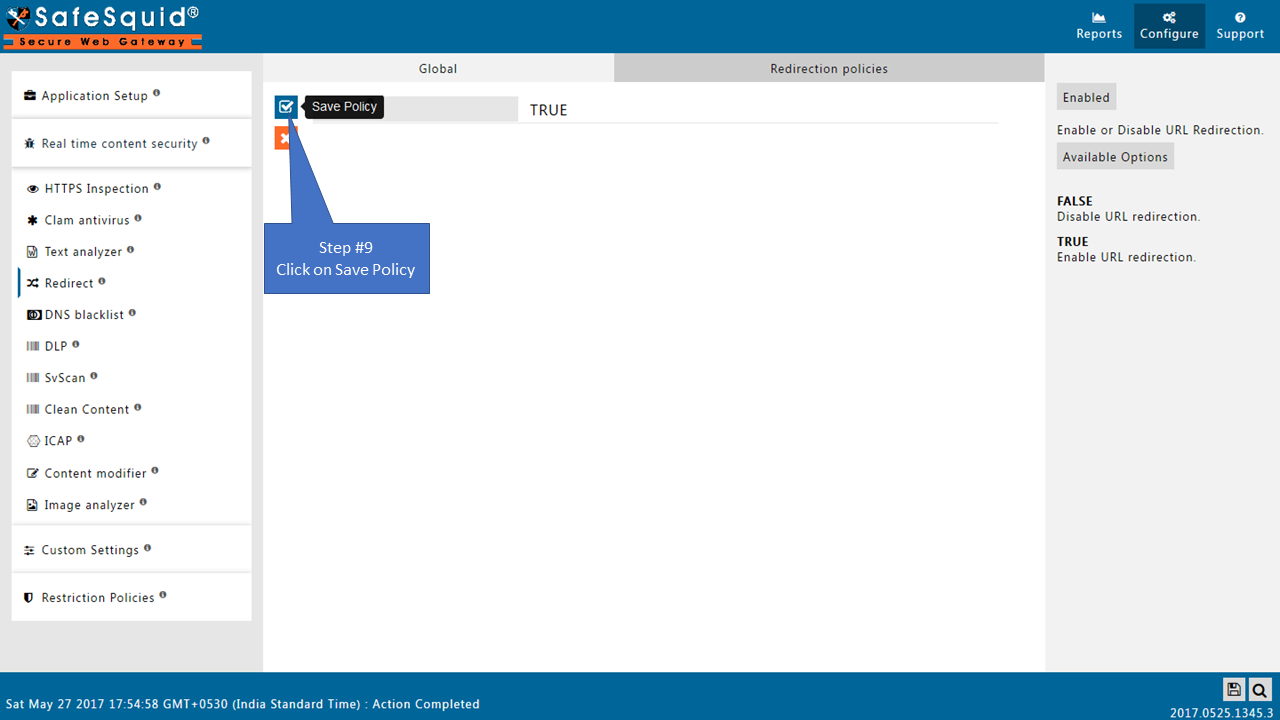 SafeSquid®
Secure Web Gateway
Reports
Configure
Support
Application Setup
Real time content security
HTTPS Inspection
Clam antivirus
Text analyzer
Redirect
DNS blacklist
DLP
SvScan
Clean Content
ICAP
Content modifier
Image analyzer
Custom Settings
Restriction Policies
Global
Redirection policies
Save Policy
TRUE
Step #9
Click on Save Policy
Enabled
Enable or Disable URL Redirection.
Available Options
FALSE
Disable URL redirection.
TRUE
Enable URL redirection.
Sat May 27 2017 17:54:58 GMT+0530 (India Standard Time) : Action Completed
2017.0525.1345.3